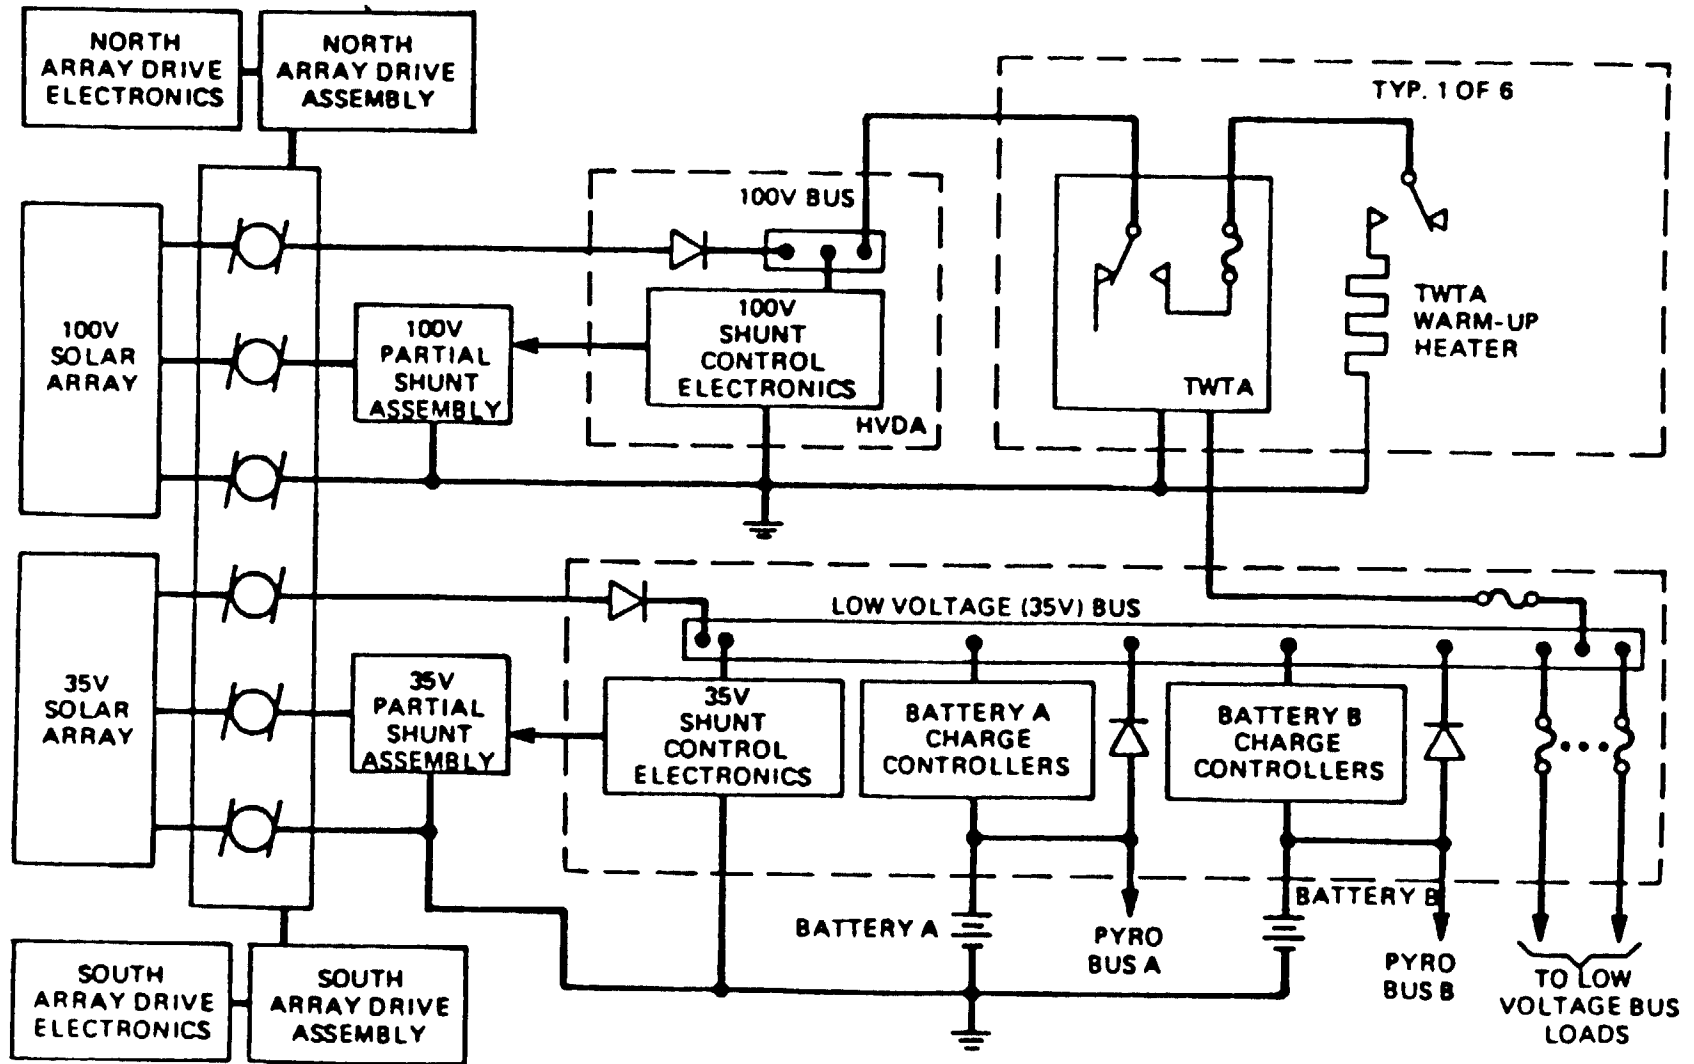 NORTH
ARRAY DRIVE
ELECTRONICS
NORTH
ARRAY DRIVE
ASSEMBLY
TYP. 1 OF 6
100V BUS
100V
SOLAR
ARRAY
100V
PARTIAL
SHUNT
ASSEMBLY
100V
SHUNT
CONTROL
ELECTRONICS
HVDA
TWTA
TWTA
WARM-UP
HEATER
LOW VOLTAGE (35V) BUS
35V
SOLAR
ARRAY
35V
PARTIAL
SHUNT
ASSEMBLY
35V
SHUNT
CONTROL
ELECTRONICS
BATTERY A
CHARGE
CONTROLLERS
BATTERY B
CHARGE
CONTROLLERS
BATTERY A
PYRO
BUS A
BATTERY B
PYRO
BUS B
TO LOW
VOLTAGE BUS
LOADS
SOUTH
ARRAY DRIVE
ELECTRONICS
SOUTH
ARRAY DRIVE
ASSEMBLY